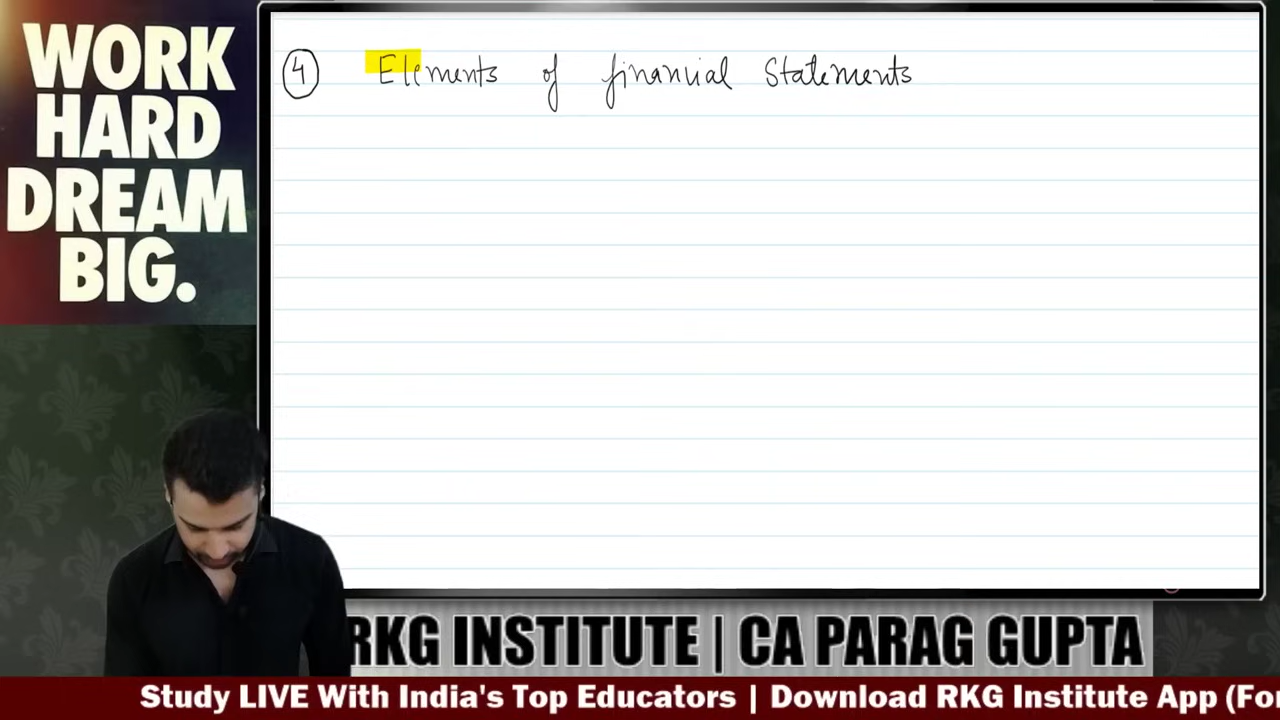 WORK
HARD
DREAM
BIG.
4 Elements of financial Statements
RKG INSTITUTE | CA PARAG GUPTA
Study LIVE With India's Top Educators | Download RKG Institute App (Fo